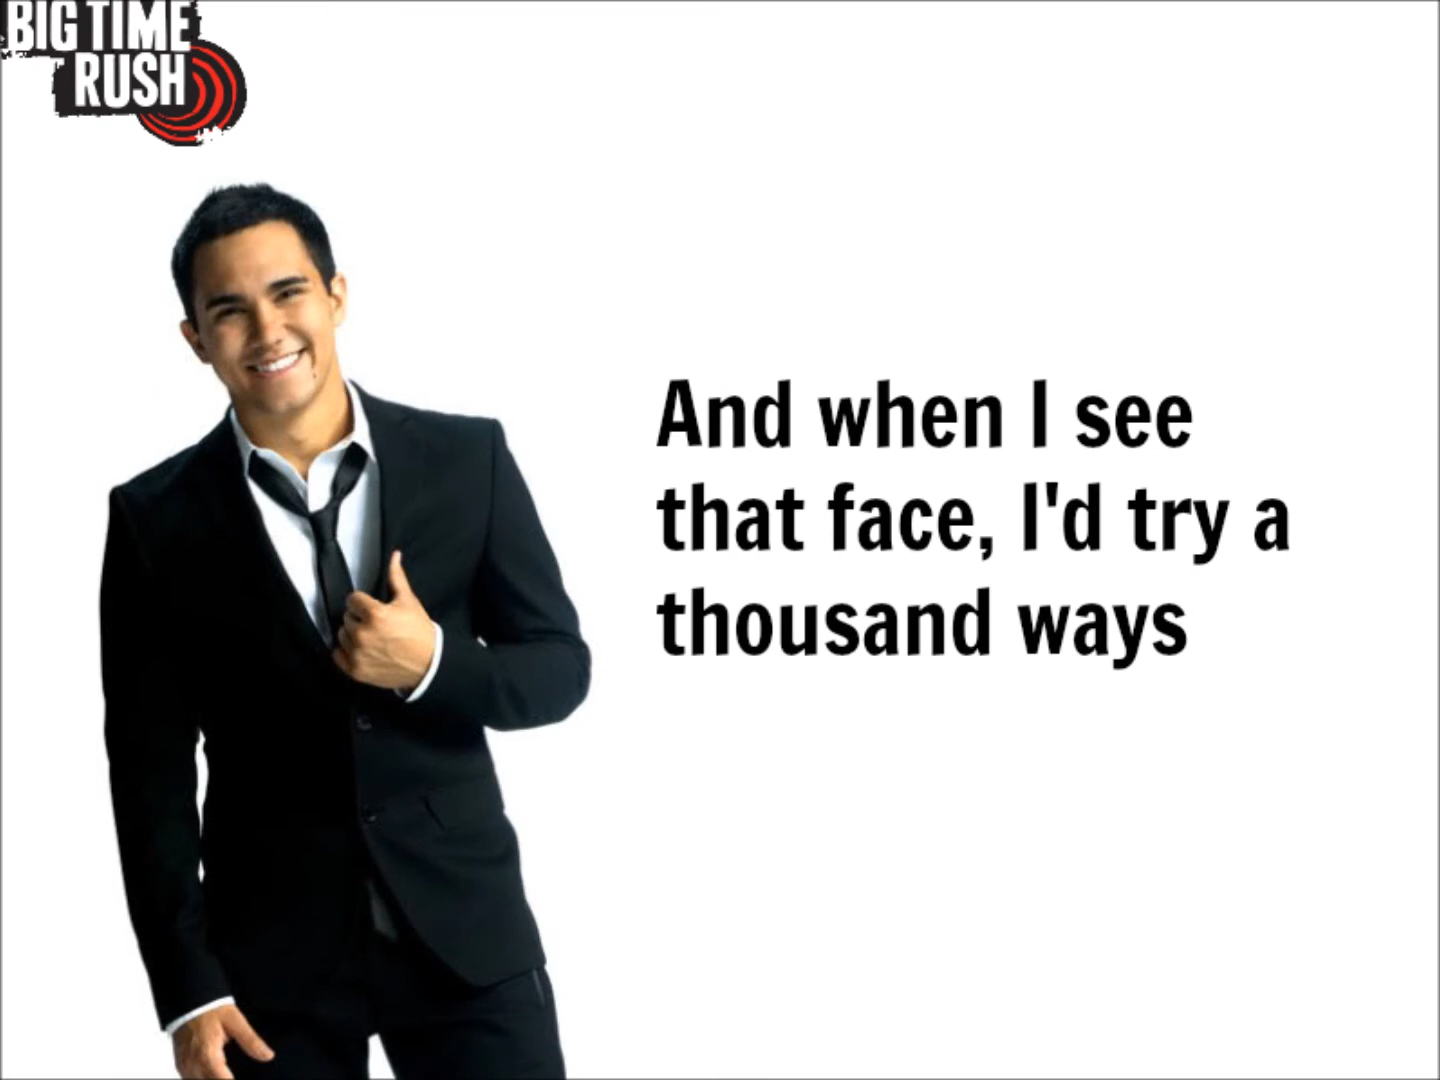 BIG TIME
RUSH
And when I see
that face, I'd try a
thousand ways